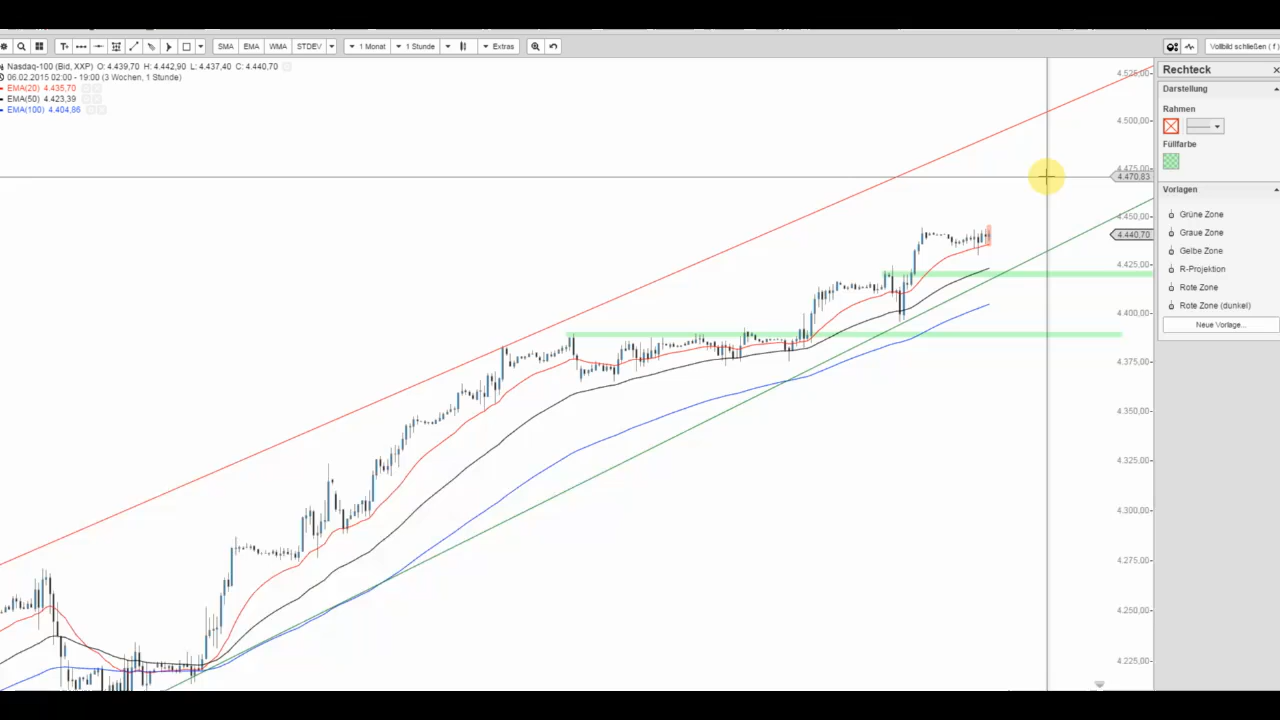 SMA EMA WMA STDEV 1 Monat 1 Stunde Extras Vollbild schließen ( f )
Nasdaq-100 (Bid, XXP) O: 4.439,70 H: 4.442,90 L: 4.437,40 C: 4.440,70
06.02.2015 02:00 - 19:00 (3 Wochen, 1 Stunde)
EMA(20) 4.435,70
EMA(50) 4.423,39
EMA(100) 4.404,86
4.525,00
4.500,00
4.475,00
4.470,83
4.450,00
4.440,70
4.425,00
4.400,00
4.375,00
4.350,00
4.325,00
4.300,00
4.275,00
4.250,00
4.225,00
Rechteck
Darstellung
Rahmen
Füllfarbe
Vorlagen
Grüne Zone
Graue Zone
Gelbe Zone
R-Projektion
Rote Zone
Rote Zone (dunkel)
Neue Vorlage...